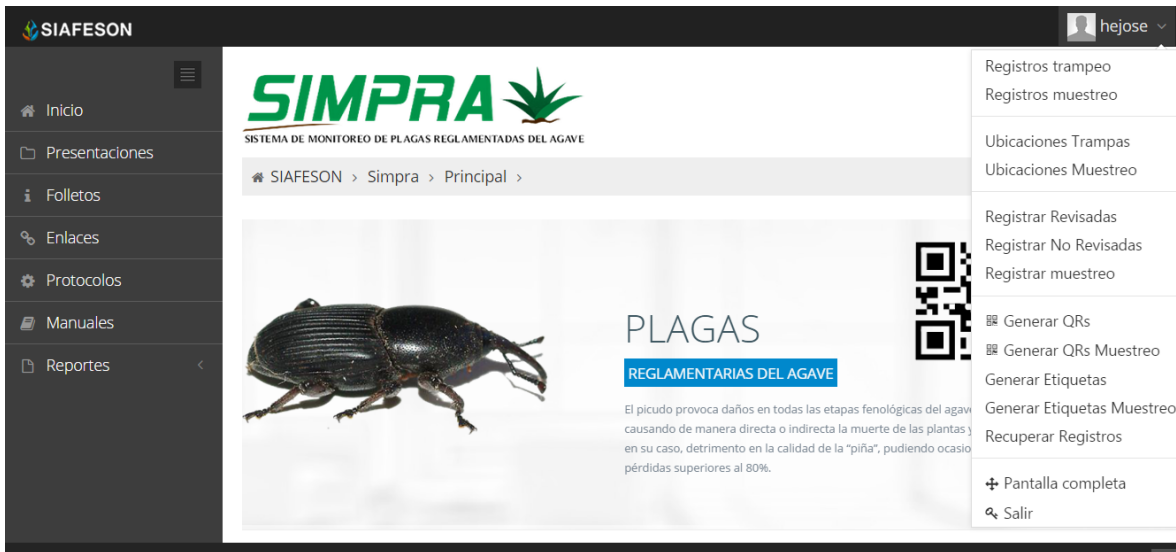 SIAFESON
hejose
Inicio
Presentaciones
Folletos
Enlaces
Protocolos
Manuales
Reportes
SIMPRA
SISTEMA DE MONITOREO DE PLAGAS REGLAMENTADAS DEL AGAVE
SIAFESON > Simpra > Principal >
PLAGAS
REGLAMENTARIAS DEL AGAVE
El picudo provoca daños en todas las etapas fenológicas del agave
causando de manera directa o indirecta la muerte de las plantas y
en su caso, detrimento en la calidad de la "piña", pudiendo ocasio
pérdidas superiores al 80%.
Registros trampeo
Registros muestreo
Ubicaciones Trampas
Ubicaciones Muestreo
Registrar Revisadas
Registrar No Revisadas
Registrar muestreo
Generar QRs
Generar QRs Muestreo
Generar Etiquetas
Generar Etiquetas Muestreo
Recuperar Registros
Pantalla completa
Salir